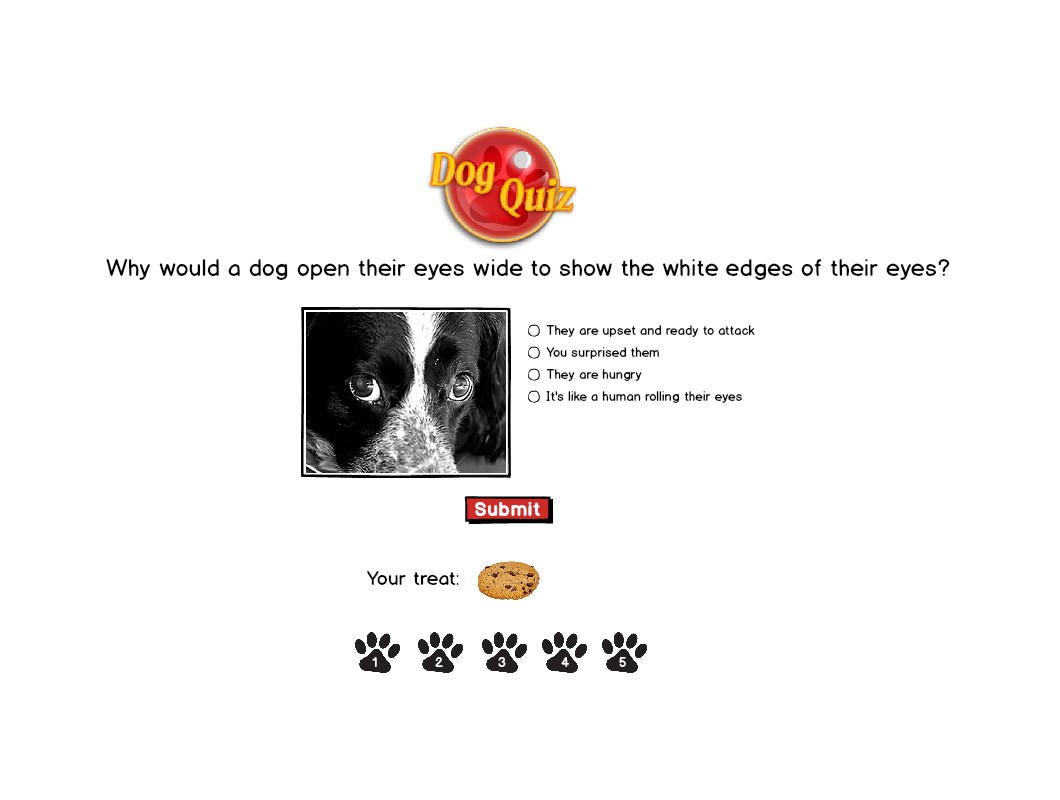 Dog Quiz
Why would a dog open their eyes wide to show the white edges of their eyes?
They are upset and ready to attack
You surprised them
They are hungry
It's like a human rolling their eyes
Submit
Your treat:
1 2 3 4 5